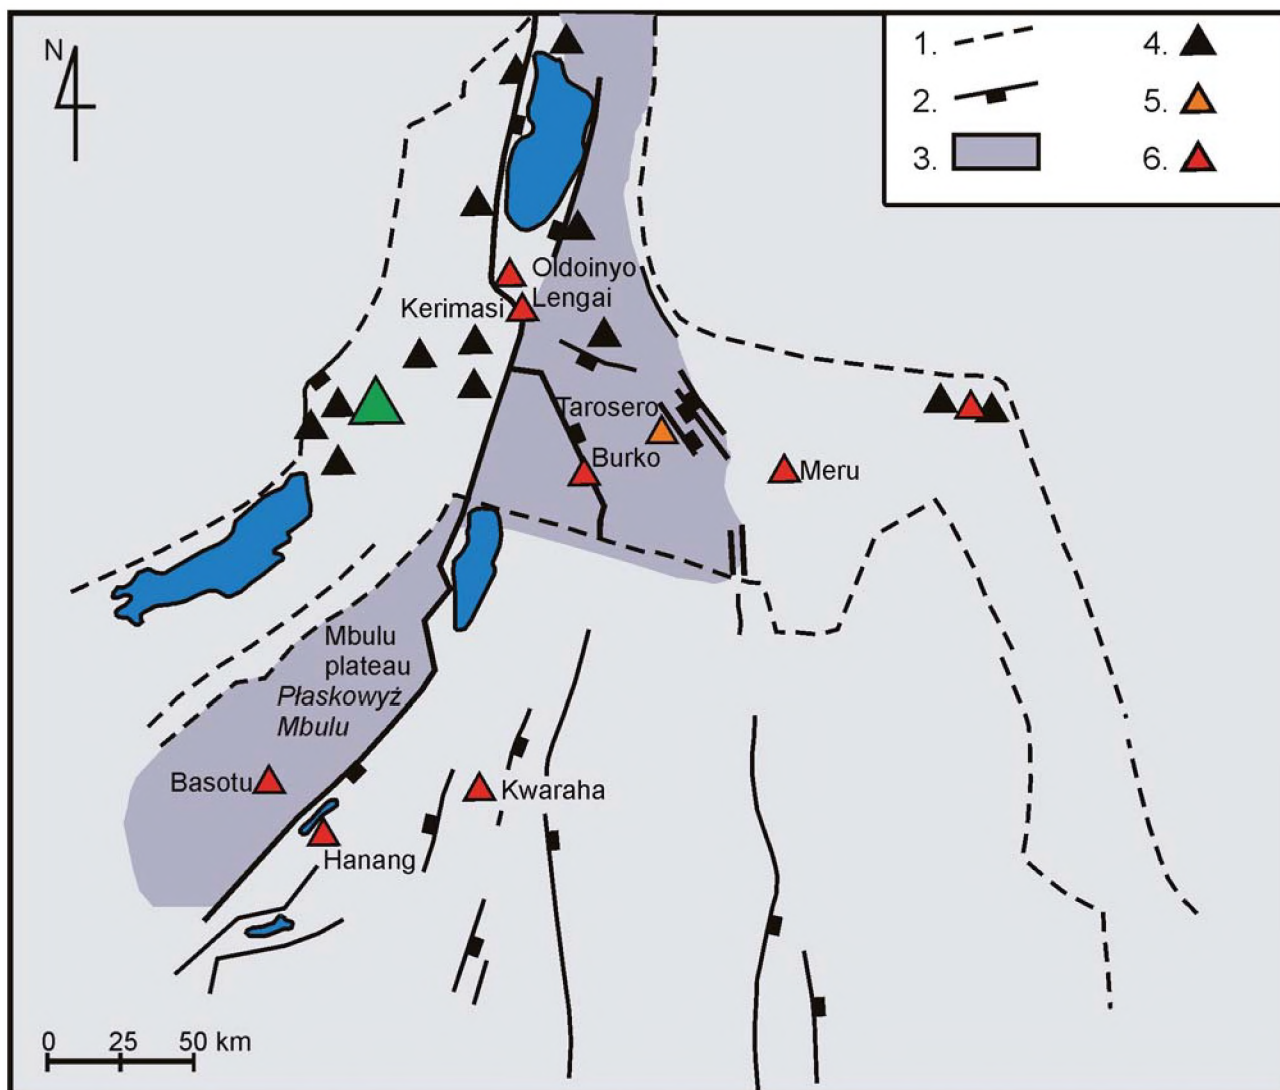 N
1.
4.
2.
5.
3.
6.
Oldoinyo
Lengai
Kerimasi
Tarosero
Burko
Meru
Mbulu
plateau
Płaskowyż
Mbulu
Basotu
Kwaraha
Hanang
0 25 50 km